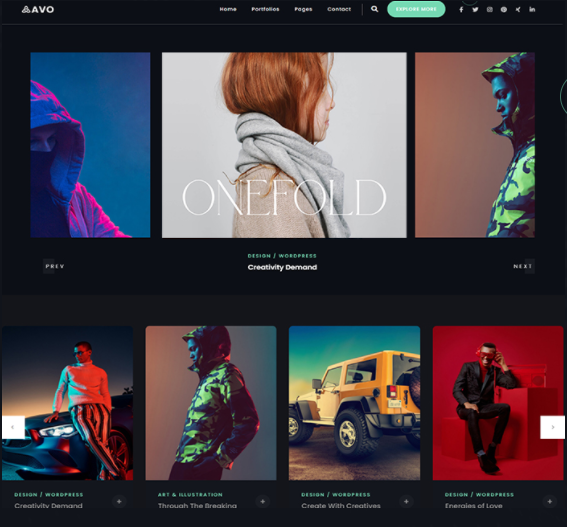 AVO
Home Portfolios Pages Contact EXPLORE MORE
ONEFOLD
DESIGN / WORDPRESS
Creativity Demand
PREV
NEXT
DESIGN / WORDPRESS
Creativity Demand
ART & ILLUSTRATION
Through The Breaking
DESIGN / WORDPRESS
Create With Creatives
DESIGN / WORDPRESS
Energies of Love